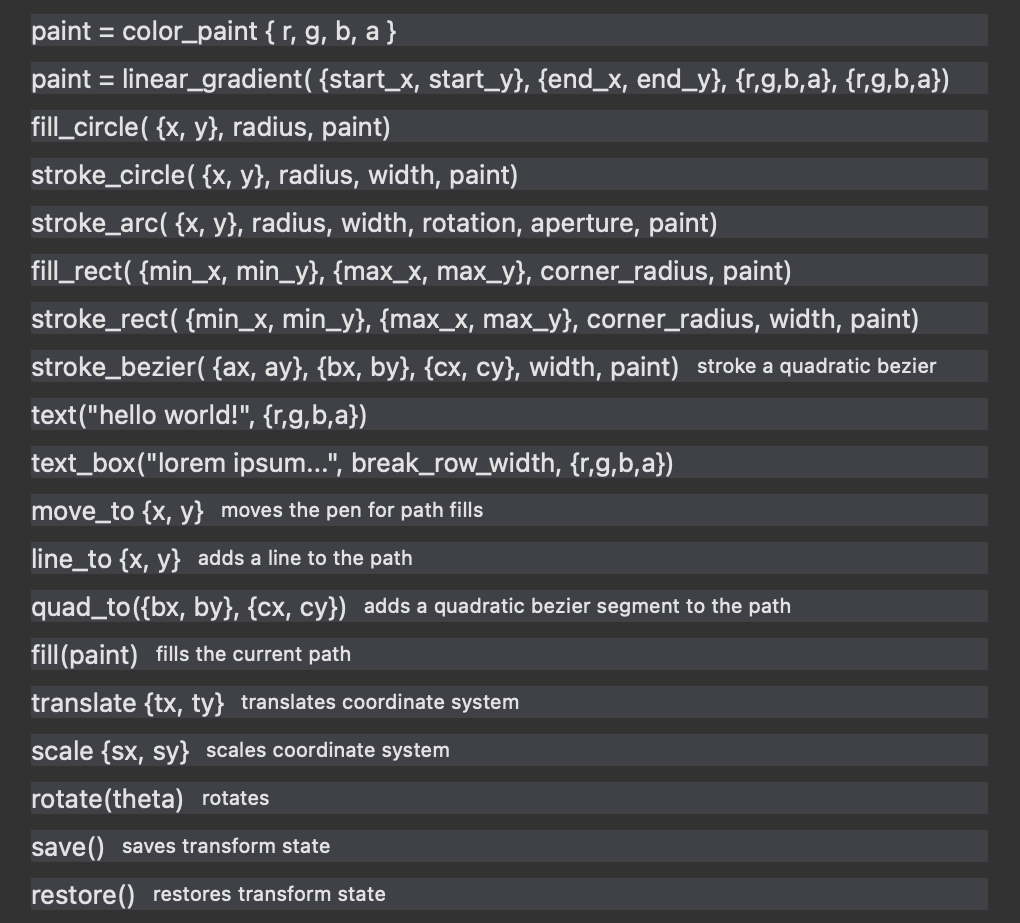 paint = color_paint { r, g, b, a }
paint = linear_gradient( {start_x, start_y}, {end_x, end_y}, {r,g,b,a}, {r,g,b,a})
fill_circle( {x, y}, radius, paint)
stroke_circle( {x, y}, radius, width, paint)
stroke_arc( {x, y}, radius, width, rotation, aperture, paint)
fill_rect( {min_x, min_y}, {max_x, max_y}, corner_radius, paint)
stroke_rect( {min_x, min_y}, {max_x, max_y}, corner_radius, width, paint)
stroke_bezier( {ax, ay}, {bx, by}, {cx, cy}, width, paint) stroke a quadratic bezier
text("hello world!", {r,g,b,a})
text_box("lorem ipsum...", break_row_width, {r,g,b,a})
move_to {x, y} moves the pen for path fills
line_to {x, y} adds a line to the path
quad_to({bx, by}, {cx, cy}) adds a quadratic bezier segment to the path
fill(paint) fills the current path
translate {tx, ty} translates coordinate system
scale {sx, sy} scales coordinate system
rotate(theta) rotates
save() saves transform state
restore() restores transform state